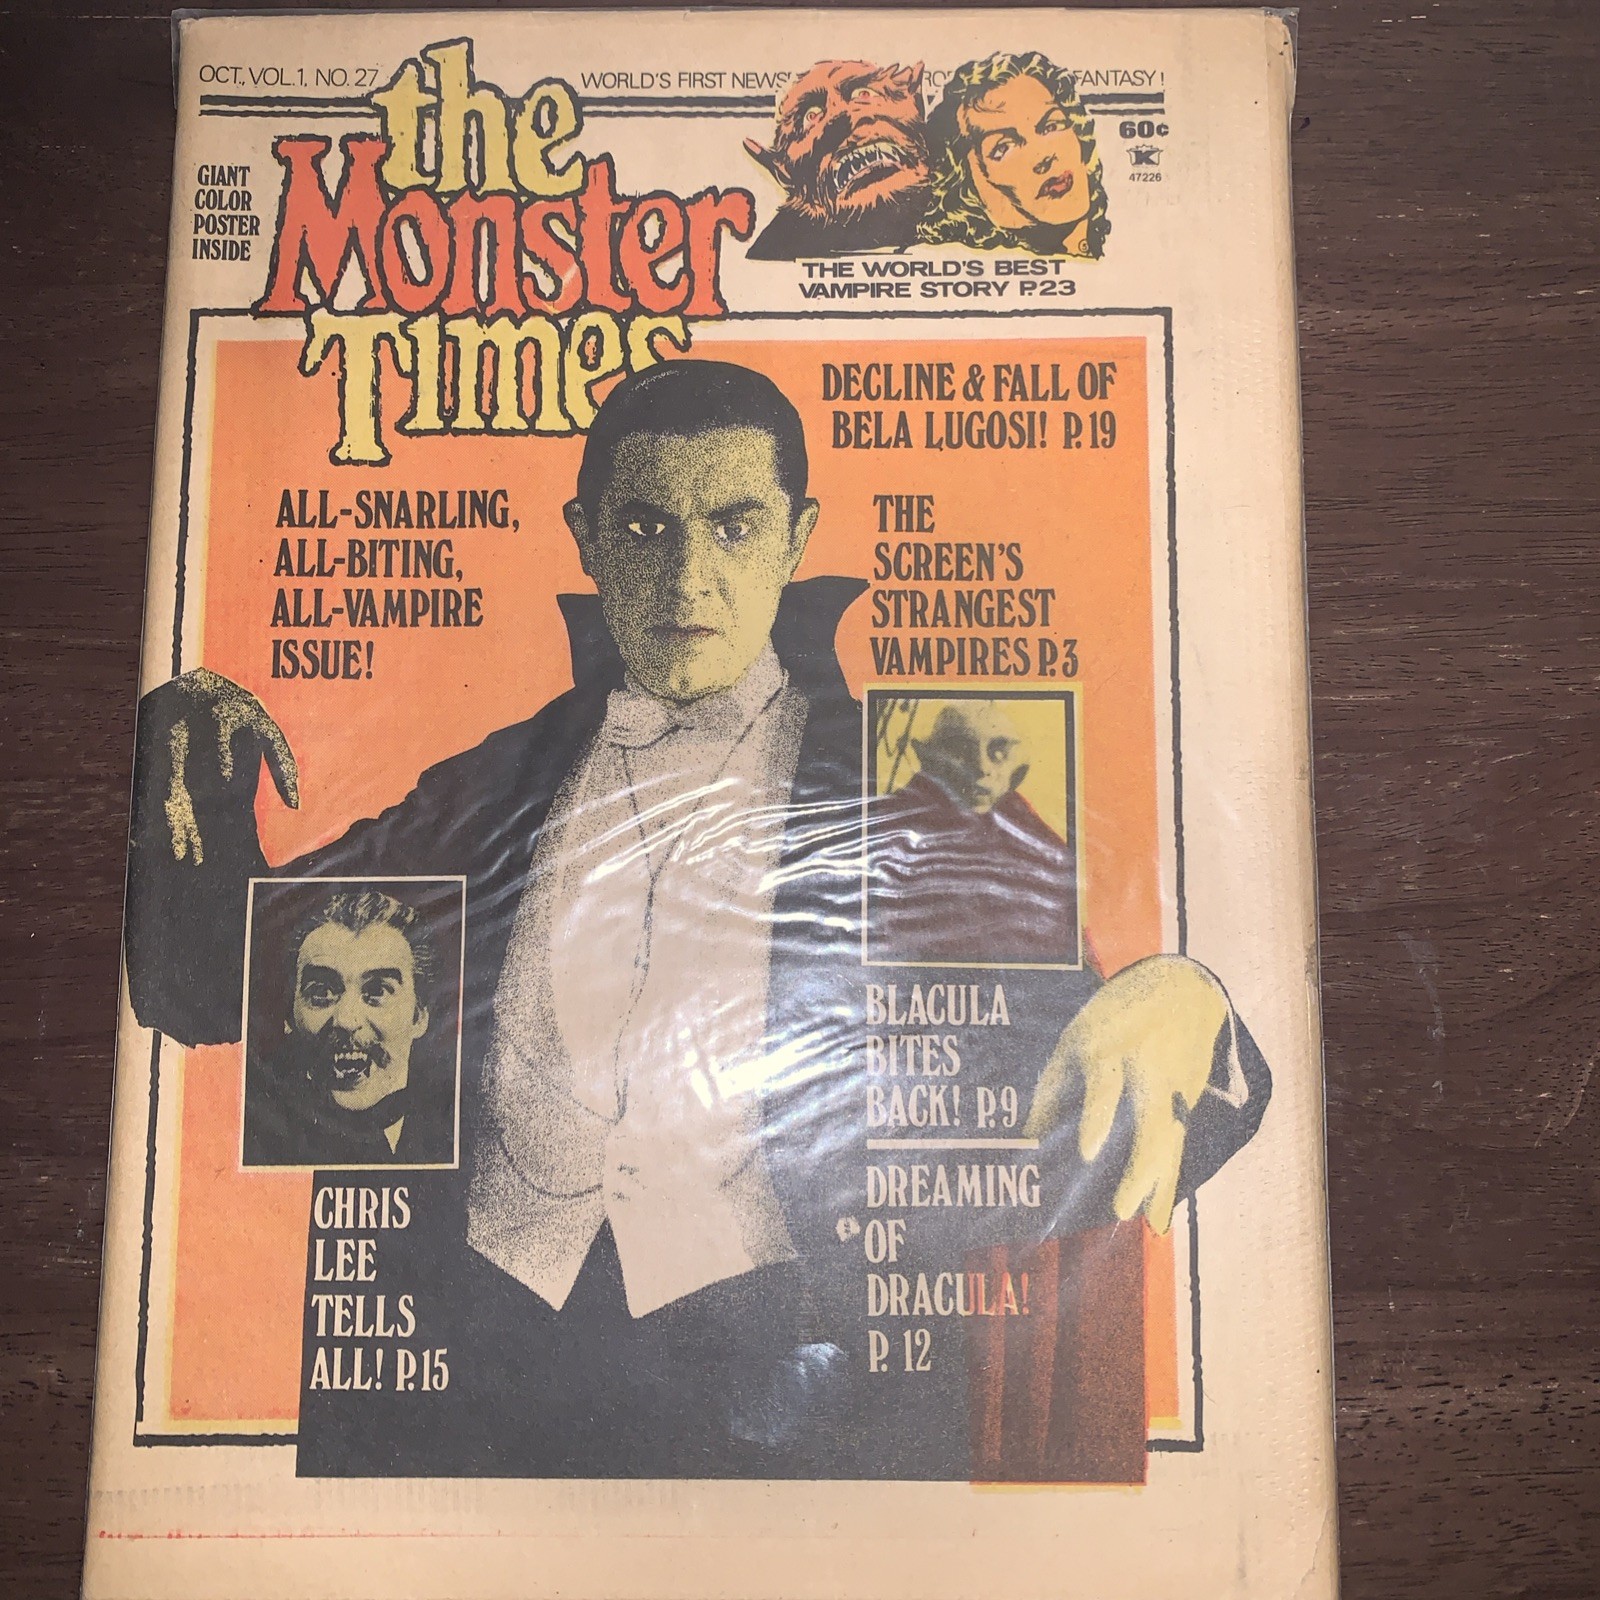 OCT., VOL. 1, NO. 27
WORLD'S FIRST
FANTASY!
the
Monster
Times
GIANT
COLOR
POSTER
INSIDE
60¢
K
47226
THE WORLD'S BEST
VAMPIRE STORY P. 23
DECLINE & FALL OF
BELA LUGOSI! P. 19
ALL-SNARLING,
ALL-BITING,
ALL-VAMPIRE
ISSUE!
THE
SCREEN'S
STRANGEST
VAMPIRES P. 3
BLACULA
BITES
BACK! P. 9
DREAMING
OF
DRACULA!
P. 12
CHRIS
LEE
TELLS
ALL! P. 15